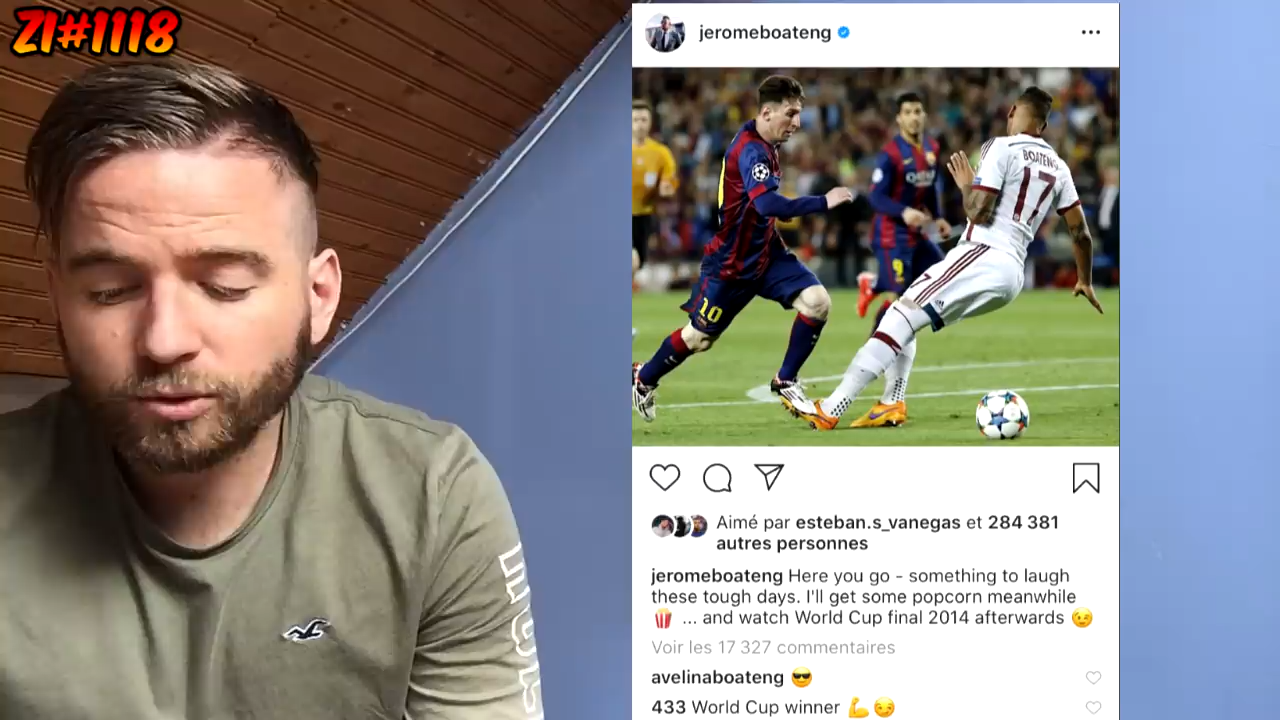 ZI#1118
jeromeboateng
BOATENG
17
10
9
7
Aimé par esteban.s_vanegas et 284 381
autres personnes
jeromeboateng Here you go - something to laugh
these tough days. I'll get some popcorn meanwhile
🍿 ... and watch World Cup final 2014 afterwards 😉
Voir les 17 327 commentaires
avelinaboateng 😎
433 World Cup winner 💪😏